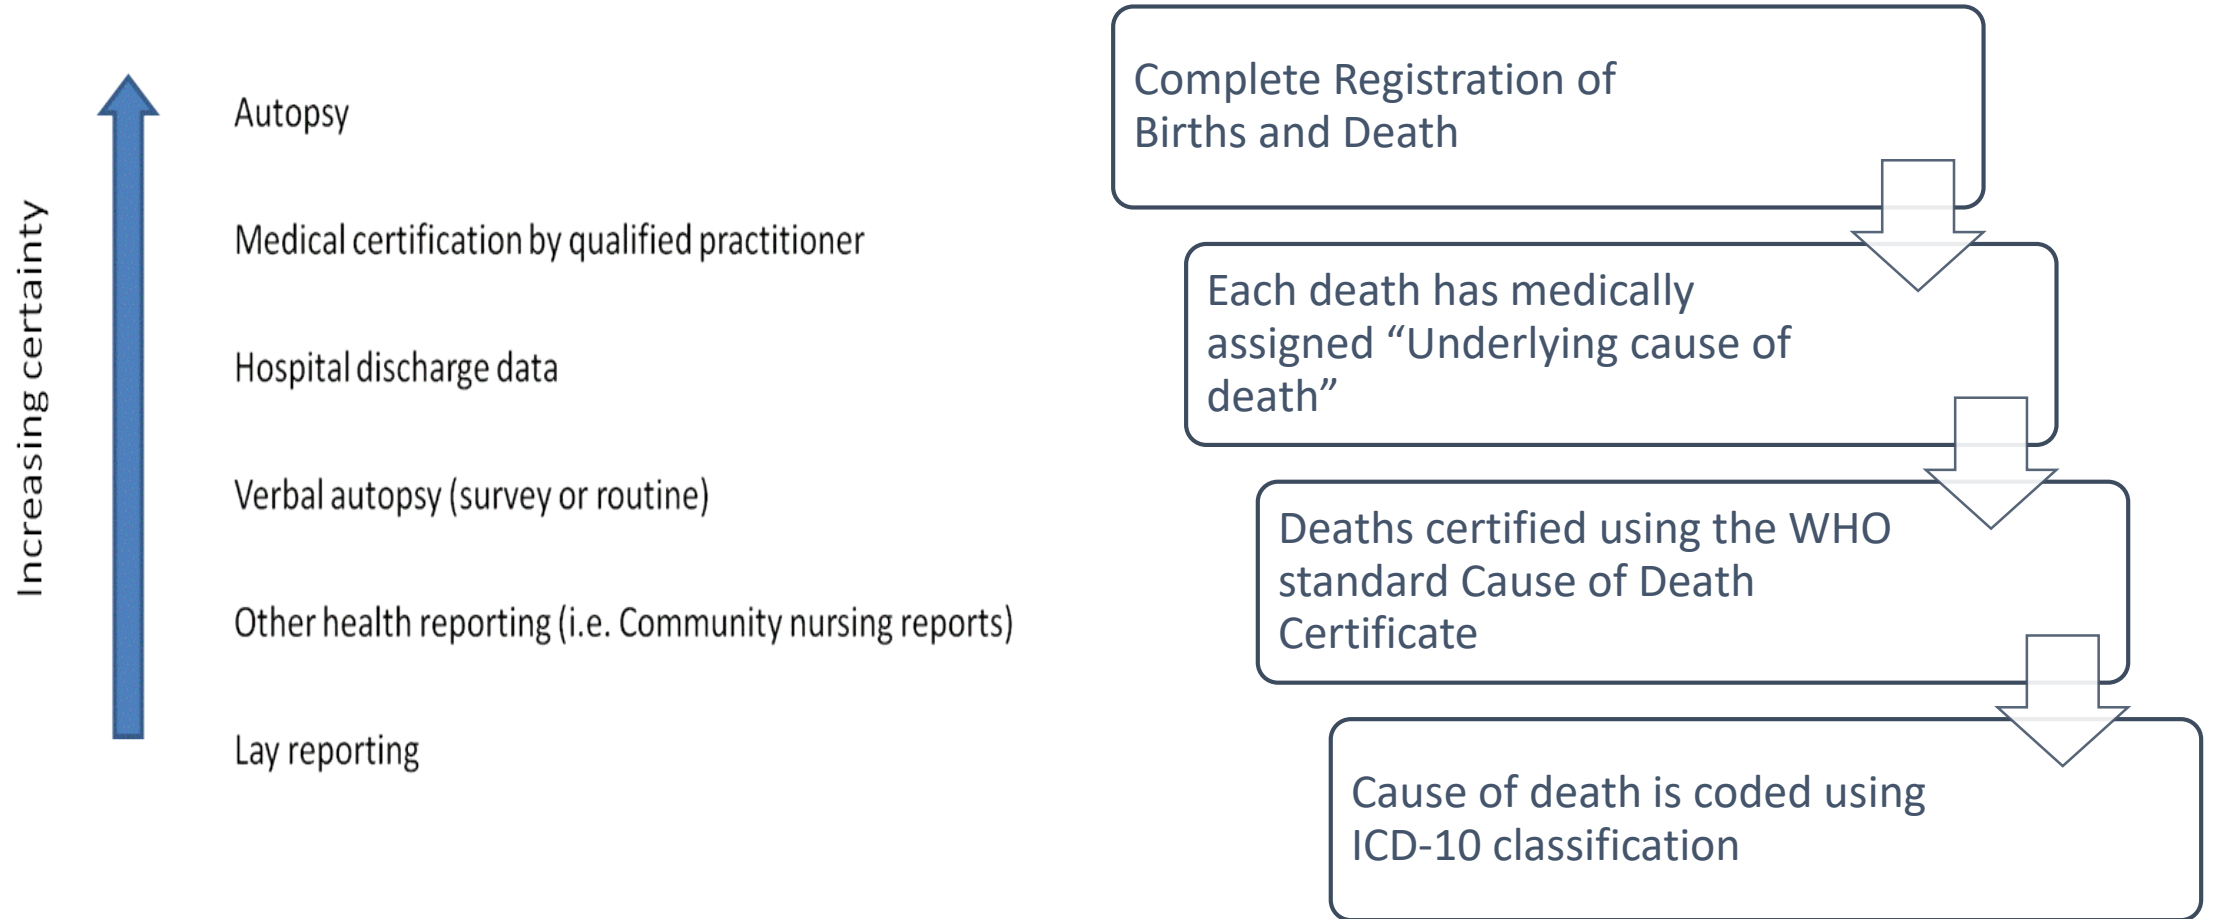 Increasing certainty
Autopsy
Medical certification by qualified practitioner
Hospital discharge data
Verbal autopsy (survey or routine)
Other health reporting (i.e. Community nursing reports)
Lay reporting
Complete Registration of
Births and Death
Each death has medically
assigned “Underlying cause of
death”
Deaths certified using the WHO
standard Cause of Death
Certificate
Cause of death is coded using
ICD-10 classification